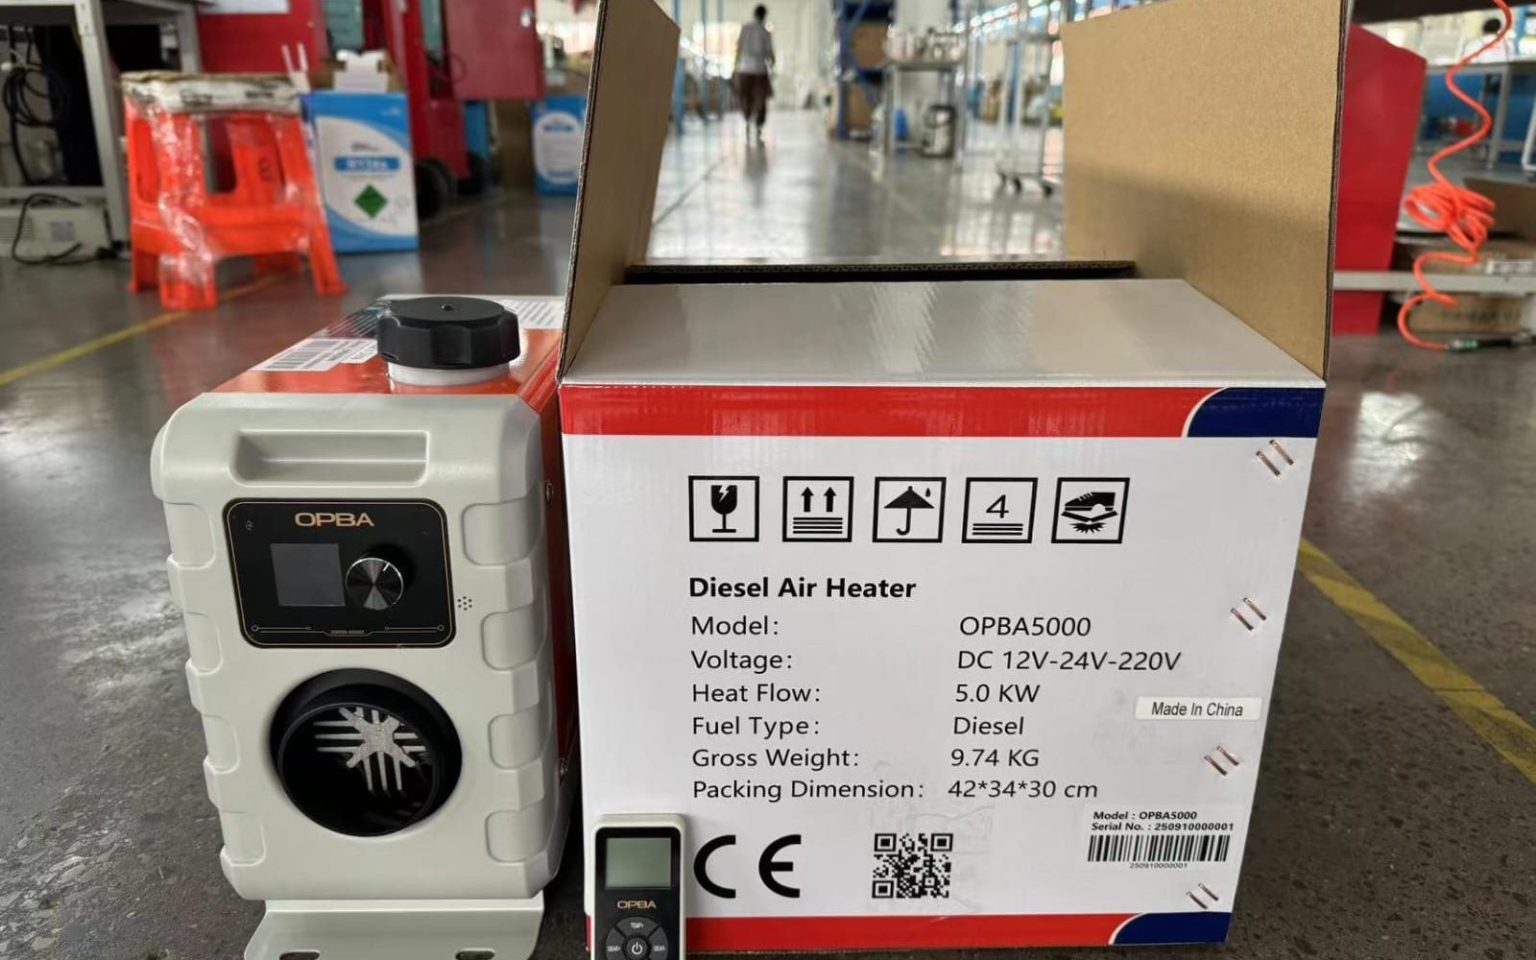 OPBA
4
Diesel Air Heater
Model: OPBA5000
Voltage: DC 12V-24V-220V
Heat Flow: 5.0 KW
Fuel Type: Diesel
Gross Weight: 9.74 KG
Packing Dimension: 42*34*30 cm
Made In China
Model : OPBA5000
Serial No. : 250910000001
250910000001
CE
OPBA